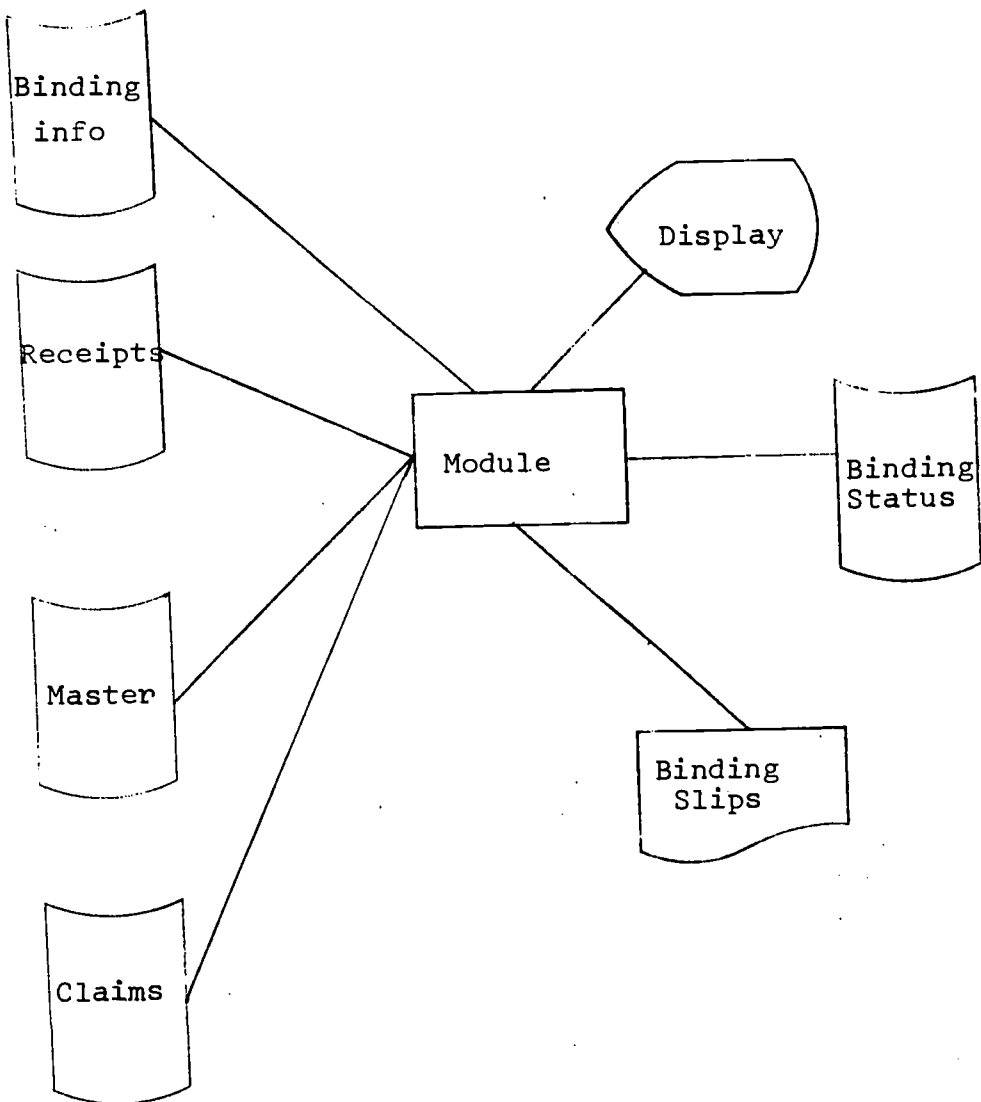 Binding
info
Display
Receipts
Module
Binding
Status
Master
Binding
Slips
Claims